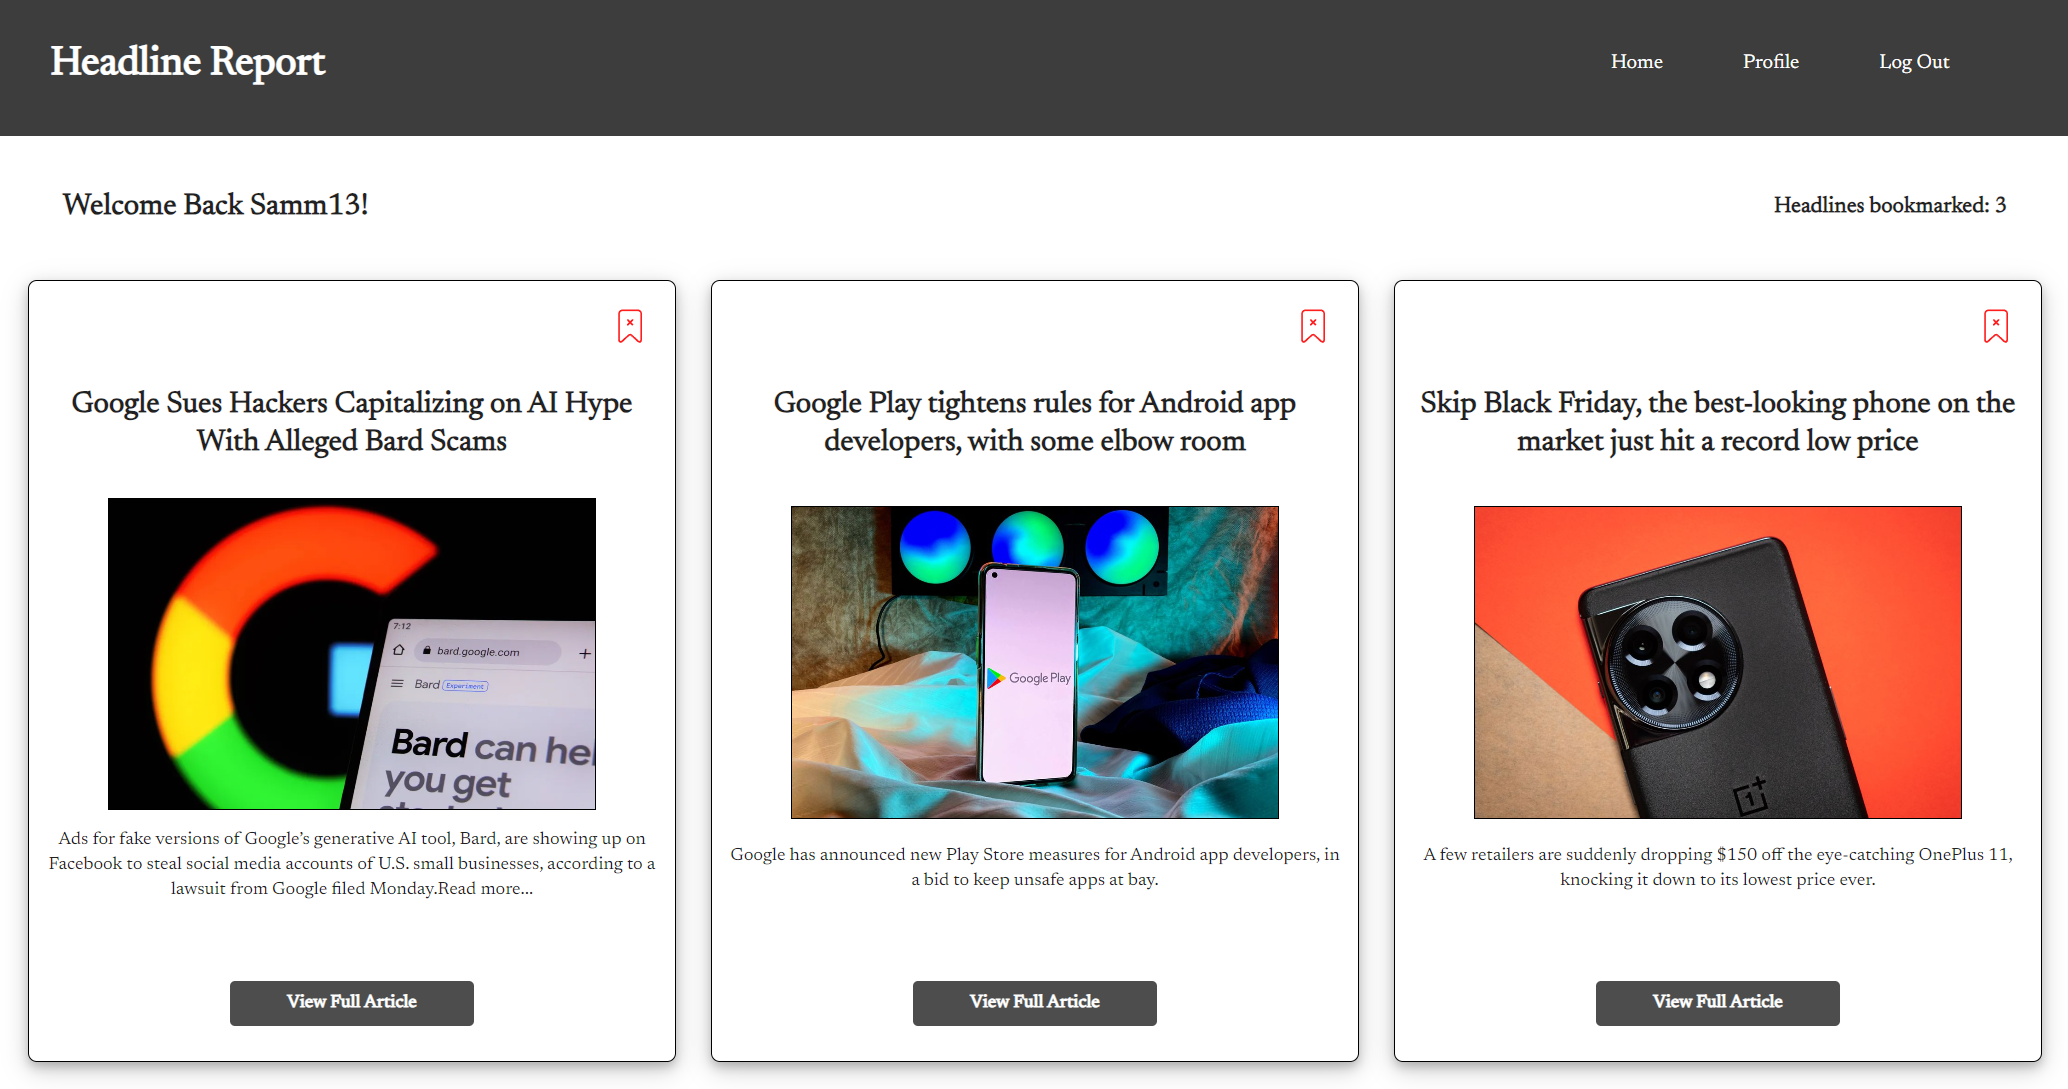 Headline Report
Home
Profile
Log Out
Welcome Back Samm13!
Headlines bookmarked: 3
Google Sues Hackers Capitalizing on AI Hype
With Alleged Bard Scams
7:12
bard.google.com
Bard Experiment
Bard can hel
you get
Ads for fake versions of Google’s generative AI tool, Bard, are showing up on
Facebook to steal social media accounts of U.S. small businesses, according to a
lawsuit from Google filed Monday.Read more...
View Full Article
Google Play tightens rules for Android app
developers, with some elbow room
Google Play
Google has announced new Play Store measures for Android app developers, in
a bid to keep unsafe apps at bay.
View Full Article
Skip Black Friday, the best-looking phone on the
market just hit a record low price
1+
A few retailers are suddenly dropping $150 off the eye-catching OnePlus 11,
knocking it down to its lowest price ever.
View Full Article